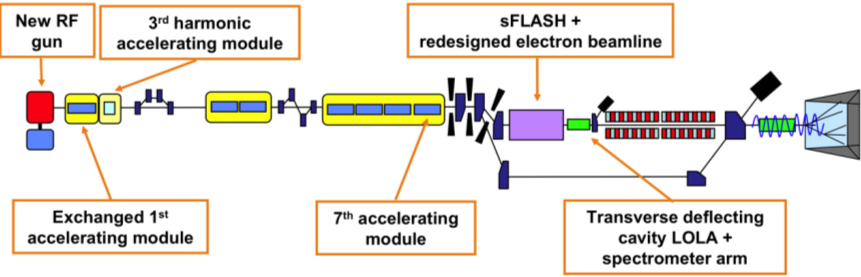 New RF
gun
3rd harmonic
accelerating module
sFLASH +
redesigned electron beamline
Exchanged 1st
accelerating module
7th accelerating
module
Transverse deflecting
cavity LOLA +
spectrometer arm